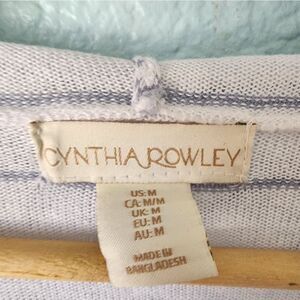 CYNTHIA ROWLEY
US: M
CA: M/M
UK: M
EU: M
AU: M
MADE IN
BANGLADESH